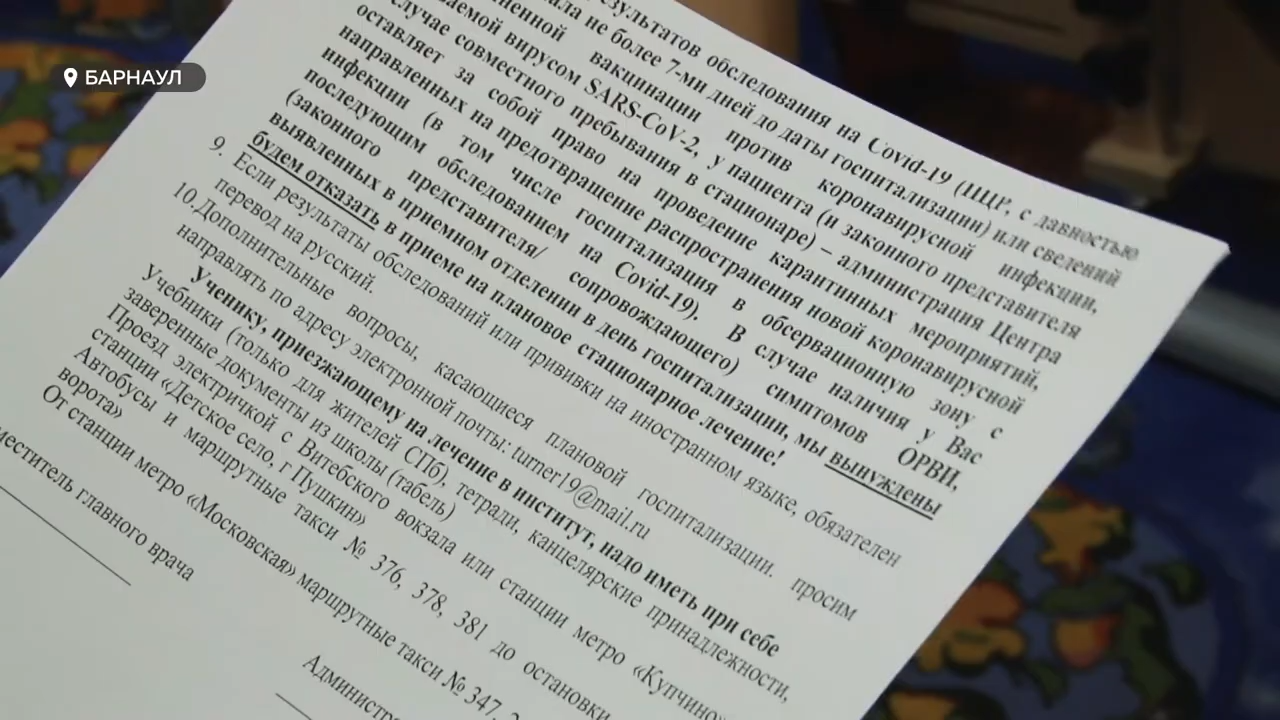 БАРНАУЛ
зультатов обследования на Covid-19 (ПЦР, с давностью
ала не более 7-ми дней до даты госпитализации) или сведений
ненной вакцинации против коронавирусной инфекции,
аемой вирусом SARS-CoV-2, у пациента (и законного представителя
случае совместного пребывания в стационаре) – администрация Центра
оставляет за собой право на проведение карантинных мероприятий,
направленных на предотвращение распространения новой коронавирусной
инфекции (в том числе госпитализация в обсервационную зону с
последующим обследованием на Covid-19). В случае наличия у Вас
(законного представителя/ сопровождающего) симптомов ОРВИ,
выявленных в приемном отделении в день госпитализации, мы вынуждены
будем отказать в приеме на плановое стационарное лечение!
9. Если результаты обследований или прививки на иностранном языке, обязателен
перевод на русский.
10.Дополнительные вопросы, касающиеся плановой госпитализации. просим
направлять по адресу электронной почты: turner19@mail.ru
Ученику, приезжающему на лечение в институт, надо иметь при себе
Учебники (только для жителей СПб), тетради, канцелярские принадлежности,
заверенные документы из школы (табель)
Проезд электричкой с Витебского вокзала или станции метро «Купчино»
станции «Детское село, г Пушкин»
Автобусы и маршрутные такси № 376, 378, 381 до остановки
ворота»
От станции метро «Московская» маршрутные такси № 347, 2
меститель главного врача
Администра